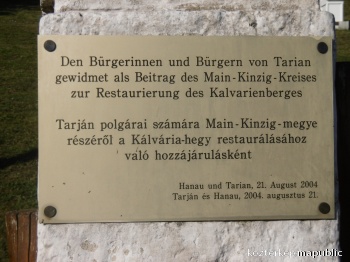 Den Bürgerinnen und Bürgern von Tarian
gewidmet als Beitrag des Main-Kinzig-Kreises
zur Restaurierung des Kalvarienberges
Tarján polgárai számára Main-Kinzig-megye
részéről a Kálvária-hegy restaurálásához
való hozzájárulásként
Hanau und Tarian, 21. August 2004
Tarján és Hanau, 2004. augusztus 21.
köztérkép mapublic